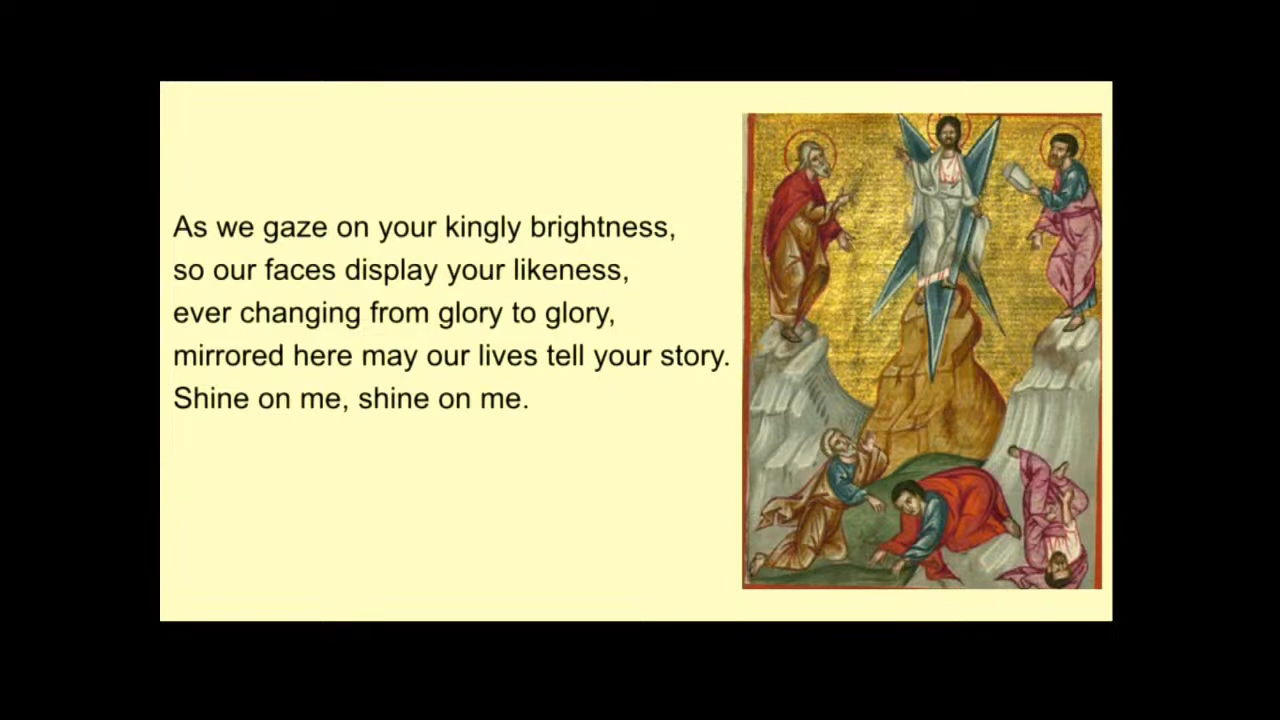 As we gaze on your kingly brightness,
so our faces display your likeness,
ever changing from glory to glory,
mirrored here may our lives tell your story.
Shine on me, shine on me.